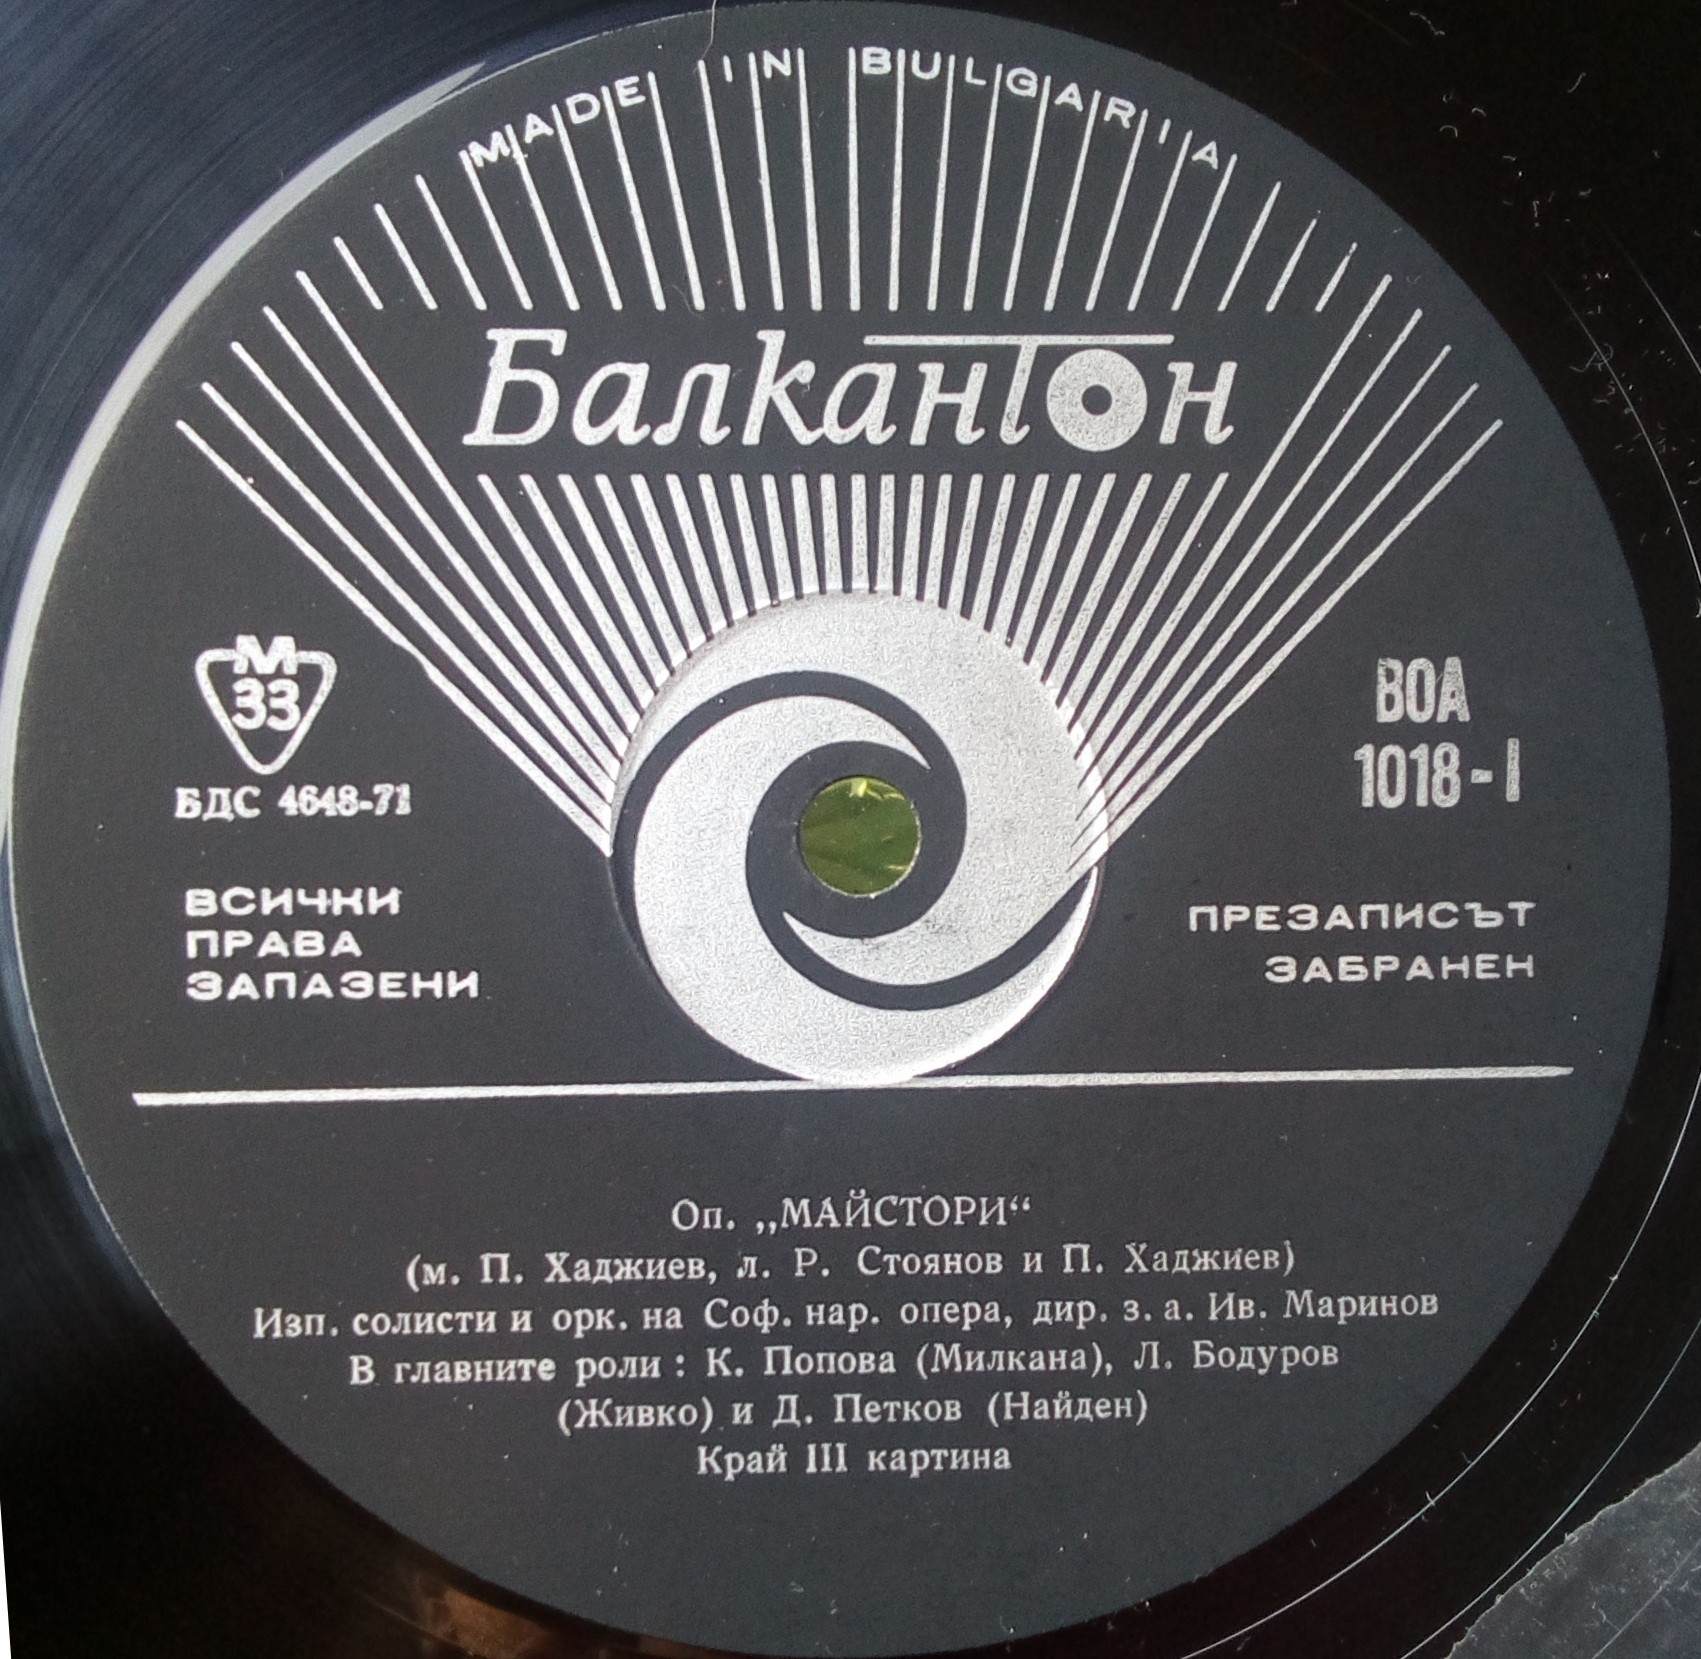 MADE IN BULGARIA
Балкантон
М
33
БДС 4648-71
ВСИЧКИ
ПРАВА
ЗАПАЗЕНИ
ВОА
1018-I
ПРЕЗАПИСЪТ
ЗАБРАНЕН
Оп. „МАЙСТОРИ“
(м. П. Хаджиев, л. Р. Стоянов и П. Хаджиев)
Изп. солисти и орк. на Соф. нар. опера, дир. з. а. Ив. Маринов
В главните роли : К. Попова (Милкана), Л. Бодуров
(Живко) и Д. Петков (Найден)
Край III картина